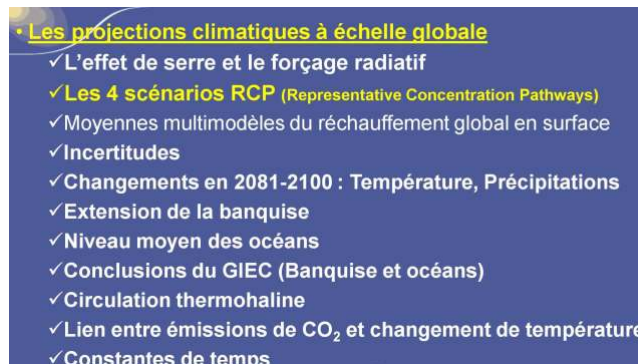 • Les projections climatiques à échelle globale
✓L'effet de serre et le forçage radiatif
✓Les 4 scénarios RCP (Representative Concentration Pathways)
✓Moyennes multimodèles du réchauffement global en surface
✓Incertitudes
✓Changements en 2081-2100 : Température, Précipitations
✓Extension de la banquise
✓Niveau moyen des océans
✓Conclusions du GIEC (Banquise et océans)
✓Circulation thermohaline
✓Lien entre émissions de CO₂ et changement de température
✓Constantes de temps